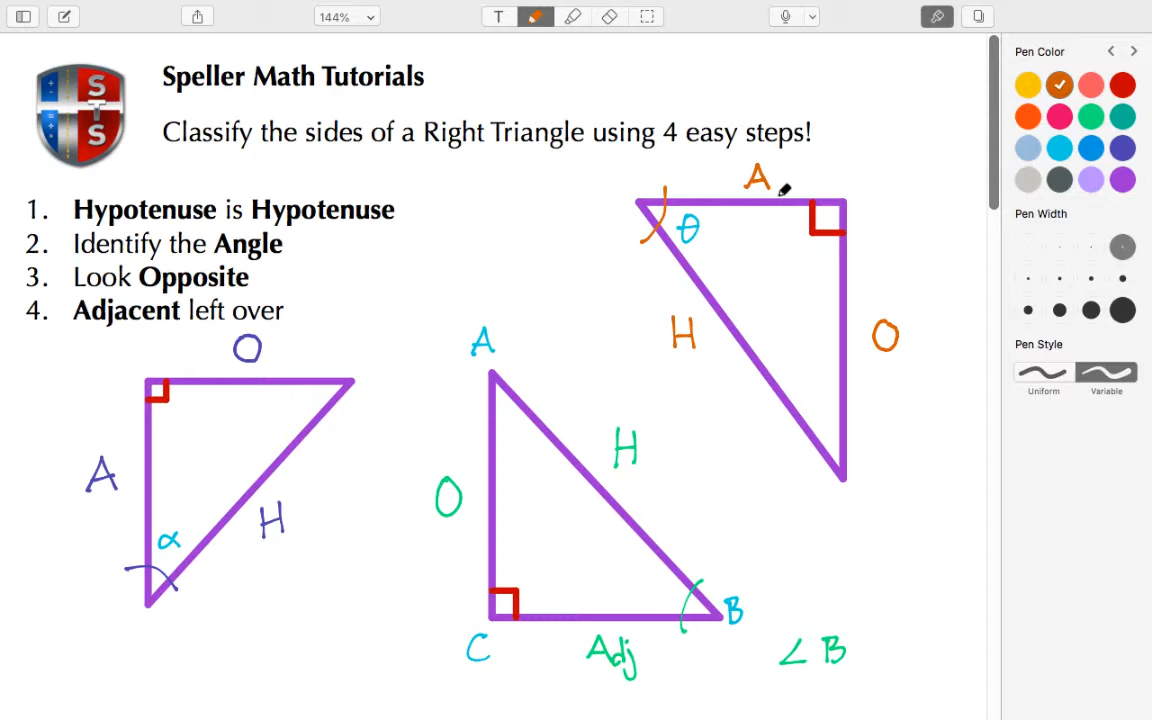 144%
T
Pen Color
Speller Math Tutorials
STS
Classify the sides of a Right Triangle using 4 easy steps!
1. Hypotenuse is Hypotenuse
2. Identify the Angle
3. Look Opposite
4. Adjacent left over
A
θ
H
O
O
A
α
H
A
H
O
B
C
Adj
∠B
Pen Width
Pen Style
Uniform
Variable